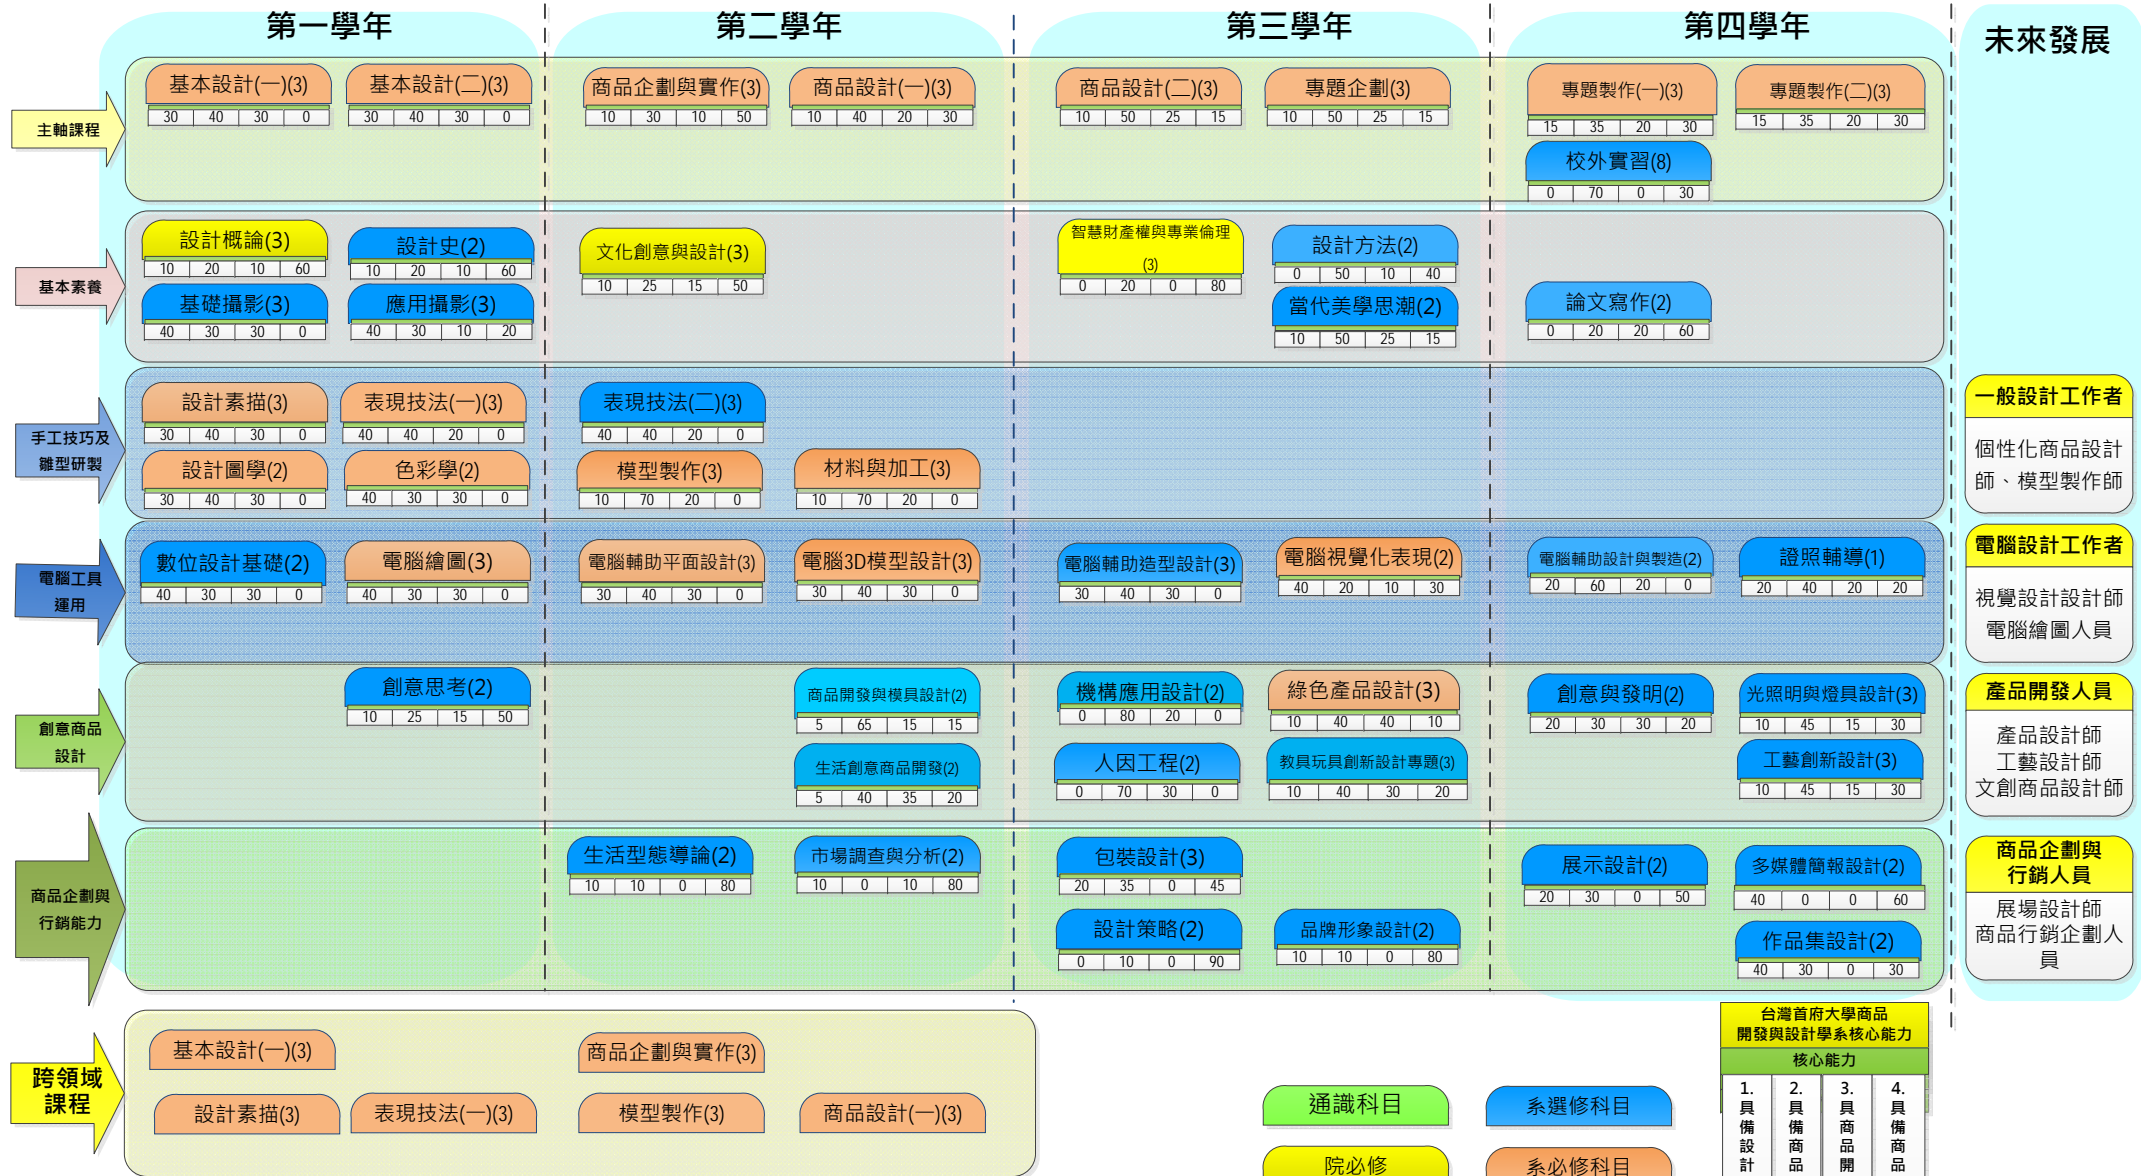 第一學年
第二學年
第三學年
第四學年
未來發展
主軸課程
基本設計(一)(3)
30 40 30 0
基本設計(二)(3)
30 40 30 0
商品企劃與實作(3)
10 30 10 50
商品設計(一)(3)
10 40 20 30
商品設計(二)(3)
10 50 25 15
專題企劃(3)
10 50 25 15
專題製作(一)(3)
15 35 20 30
專題製作(二)(3)
15 35 20 30
校外實習(8)
0 70 0 30
基本素養
設計概論(3)
10 20 10 60
設計史(2)
10 20 10 60
文化創意與設計(3)
10 25 15 50
智慧財產權與專業倫理
(3)
0 20 0 80
設計方法(2)
0 50 10 40
基礎攝影(3)
40 30 30 0
應用攝影(3)
40 30 10 20
當代美學思潮(2)
10 50 25 15
論文寫作(2)
0 20 20 60
手工技巧及
雛型研製
設計素描(3)
30 40 30 0
表現技法(一)(3)
40 40 20 0
表現技法(二)(3)
40 40 20 0
設計圖學(2)
30 40 30 0
色彩學(2)
40 30 30 0
模型製作(3)
10 70 20 0
材料與加工(3)
10 70 20 0
一般設計工作者
個性化商品設計
師、模型製作師
電腦工具
運用
數位設計基礎(2)
40 30 30 0
電腦繪圖(3)
40 30 30 0
電腦輔助平面設計(3)
30 40 30 0
電腦3D模型設計(3)
30 40 30 0
電腦輔助造型設計(3)
30 40 30 0
電腦視覺化表現(2)
40 20 10 30
電腦輔助設計與製造(2)
20 60 20 0
證照輔導(1)
20 40 20 20
電腦設計工作者
視覺設計設計師
電腦繪圖人員
創意商品
設計
創意思考(2)
10 25 15 50
商品開發與模具設計(2)
5 65 15 15
機構應用設計(2)
0 80 20 0
綠色產品設計(3)
10 40 40 10
創意與發明(2)
20 30 30 20
光照明與燈具設計(3)
10 45 15 30
生活創意商品開發(2)
5 40 35 20
人因工程(2)
0 70 30 0
教具玩具創新設計專題(3)
10 40 30 20
工藝創新設計(3)
10 45 15 30
產品開發人員
產品設計師
工藝設計師
文創商品設計師
商品企劃與
行銷能力
生活型態導論(2)
10 10 0 80
市場調查與分析(2)
10 0 10 80
包裝設計(3)
20 35 0 45
展示設計(2)
20 30 0 50
多媒體簡報設計(2)
40 0 0 60
設計策略(2)
0 10 0 90
品牌形象設計(2)
10 10 0 80
作品集設計(2)
40 30 0 30
商品企劃與
行銷人員
展場設計師
商品行銷企劃人
員
跨領域
課程
基本設計(一)(3)
商品企劃與實作(3)
設計素描(3)
表現技法(一)(3)
模型製作(3)
商品設計(一)(3)
通識科目
系選修科目
院必修
系必修科目
台灣首府大學商品
開發與設計學系核心能力
核心能力
1.具備設計
2.具備商品
3.具商品開
4.具備商品